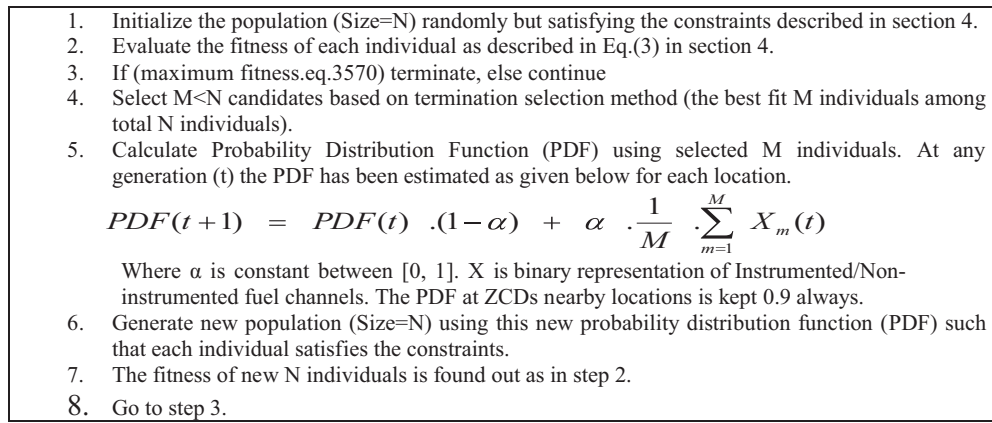 1. Initialize the population (Size=N) randomly but satisfying the constraints described in section 4.
2. Evaluate the fitness of each individual as described in Eq.(3) in section 4.
3. If (maximum fitness.eq.3570) terminate, else continue
4. Select M<N candidates based on termination selection method (the best fit M individuals among
total N individuals).
5. Calculate Probability Distribution Function (PDF) using selected M individuals. At any
generation (t) the PDF has been estimated as given below for each location.
PDF(t+1) = PDF(t) .(1−α) + α .1/M .∑_{m=1}^{M} X_m(t)
Where α is constant between [0, 1]. X is binary representation of Instrumented/Non-
instrumented fuel channels. The PDF at ZCDs nearby locations is kept 0.9 always.
6. Generate new population (Size=N) using this new probability distribution function (PDF) such
that each individual satisfies the constraints.
7. The fitness of new N individuals is found out as in step 2.
8. Go to step 3.